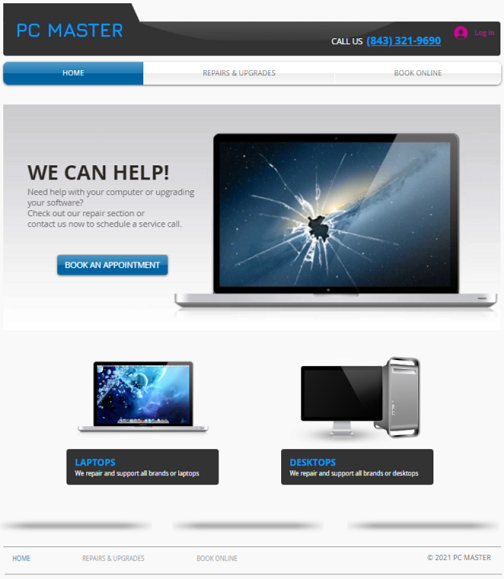 PC MASTER
CALL US (843) 321-9690
Log In
HOME
REPAIRS & UPGRADES
BOOK ONLINE
WE CAN HELP!
Need help with your computer or upgrading
your software?
Check out our repair section or
contact us now to schedule a service call.
BOOK AN APPOINTMENT
LAPTOPS
We repair and support all brands or laptops
DESKTOPS
We repair and support all brands or desktops
HOME
REPAIRS & UPGRADES
BOOK ONLINE
© 2021 PC MASTER